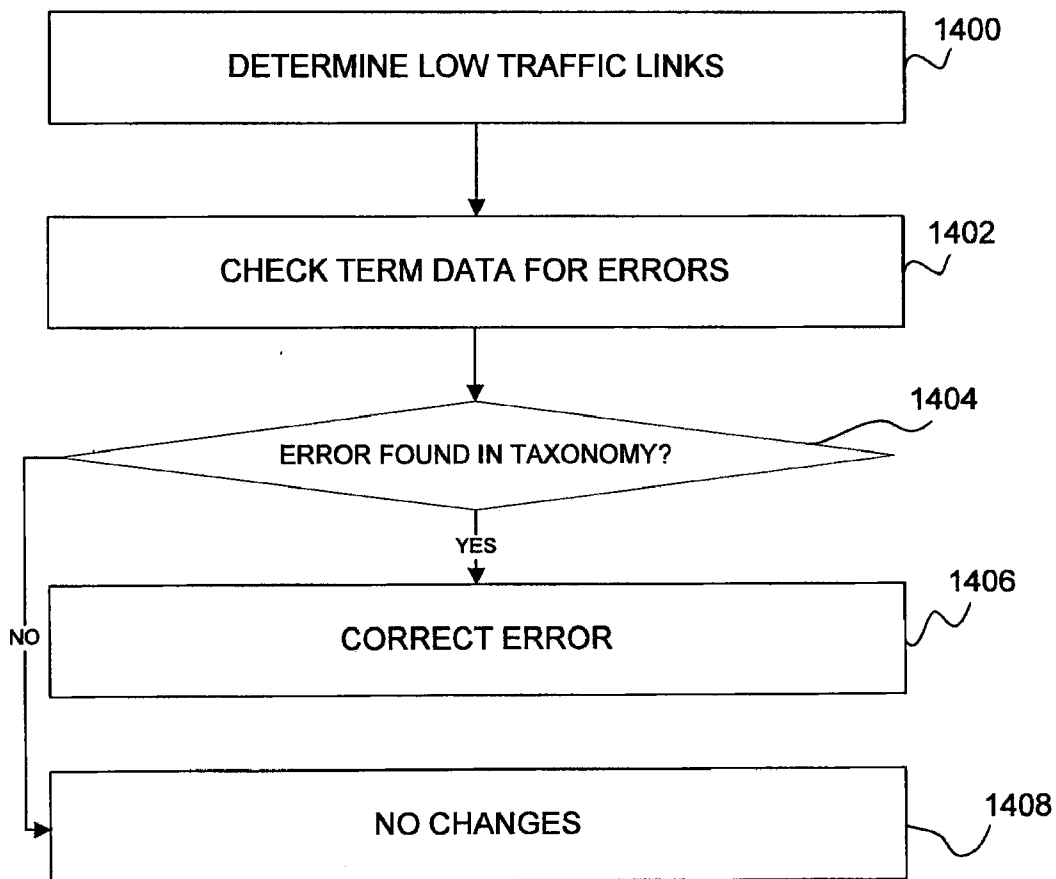 1400
DETERMINE LOW TRAFFIC LINKS
1402
CHECK TERM DATA FOR ERRORS
1404
ERROR FOUND IN TAXONOMY?
YES
1406
CORRECT ERROR
NO
1408
NO CHANGES